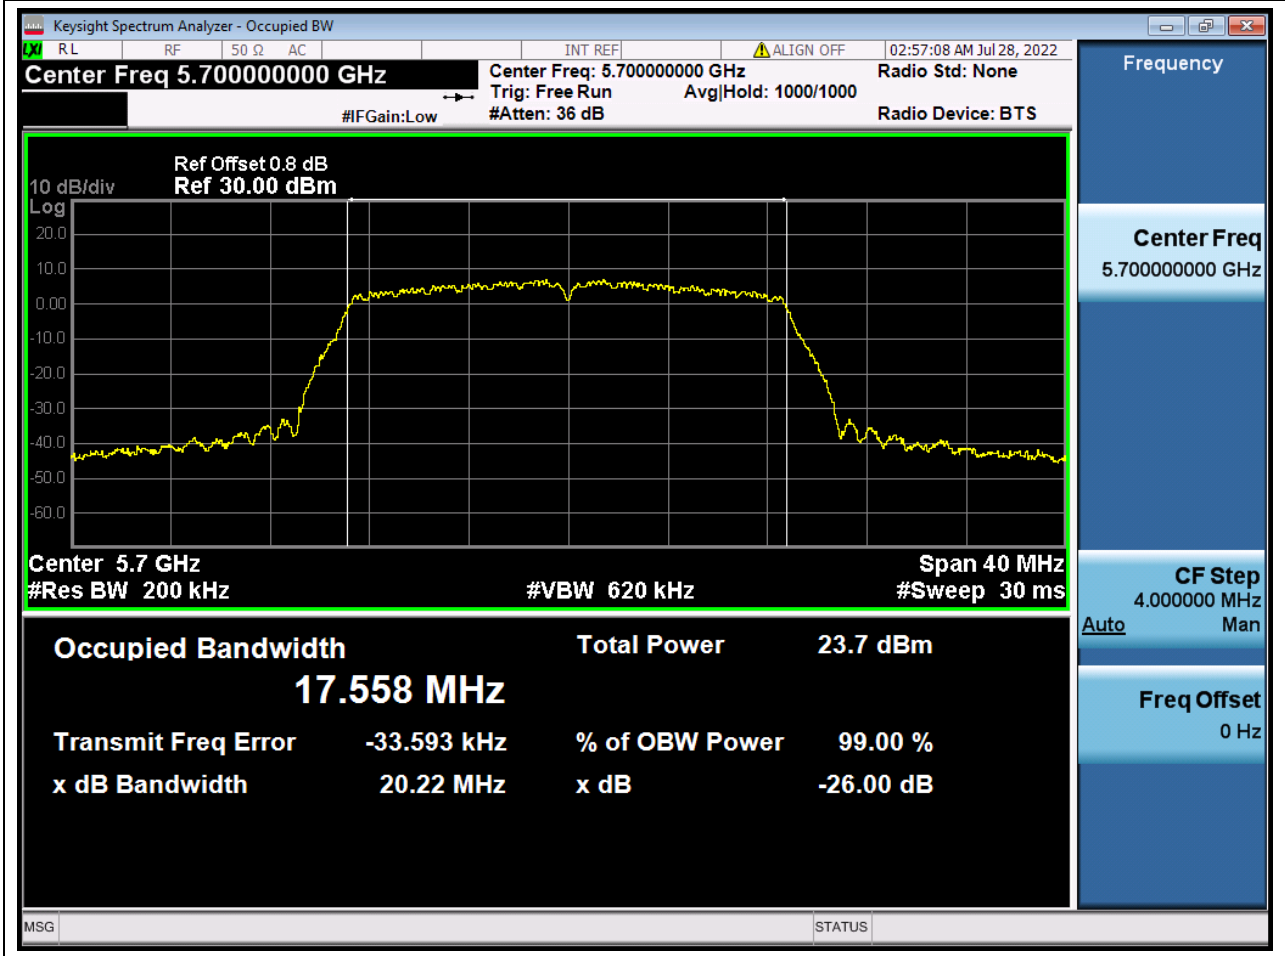 Keysight Spectrum Analyzer - Occupied BW
LXI RL RF 50 Ω AC INT REF ALIGN OFF 02:57:08 AM Jul 28, 2022
Center Freq 5.700000000 GHz
Center Freq: 5.700000000 GHz
Radio Std: None
Trig: Free Run Avg|Hold: 1000/1000
#IFGain:Low #Atten: 36 dB
Radio Device: BTS
Ref Offset 0.8 dB
10 dB/div Ref 30.00 dBm
Log
20.0
10.0
0.00
-10.0
-20.0
-30.0
-40.0
-50.0
-60.0
Center 5.7 GHz Span 40 MHz
#Res BW 200 kHz #VBW 620 kHz #Sweep 30 ms
Occupied Bandwidth Total Power 23.7 dBm
17.558 MHz
Transmit Freq Error -33.593 kHz % of OBW Power 99.00 %
x dB Bandwidth 20.22 MHz x dB -26.00 dB
Frequency
Center Freq
5.700000000 GHz
CF Step
4.000000 MHz
Auto Man
Freq Offset
0 Hz
MSG STATUS